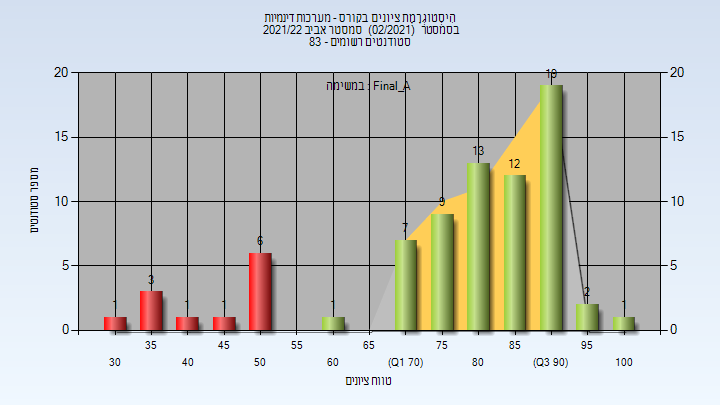 היסטוגרמת ציונים בקורס - מערכות דינמיות
בסמסטר (02/2021) סמסטר אביב 2021/22
סטודנטים רשומים - 83
במשימה : Final_A
מספר סטודנטים
20 20
15 15
10 10
5 5
0 0
1 3 1 1 6 1 7 9 13 12 19 2 1
35 45 55 65 75 85 95
30 40 50 60 (Q1 70) 80 (Q3 90) 100
טווח ציונים